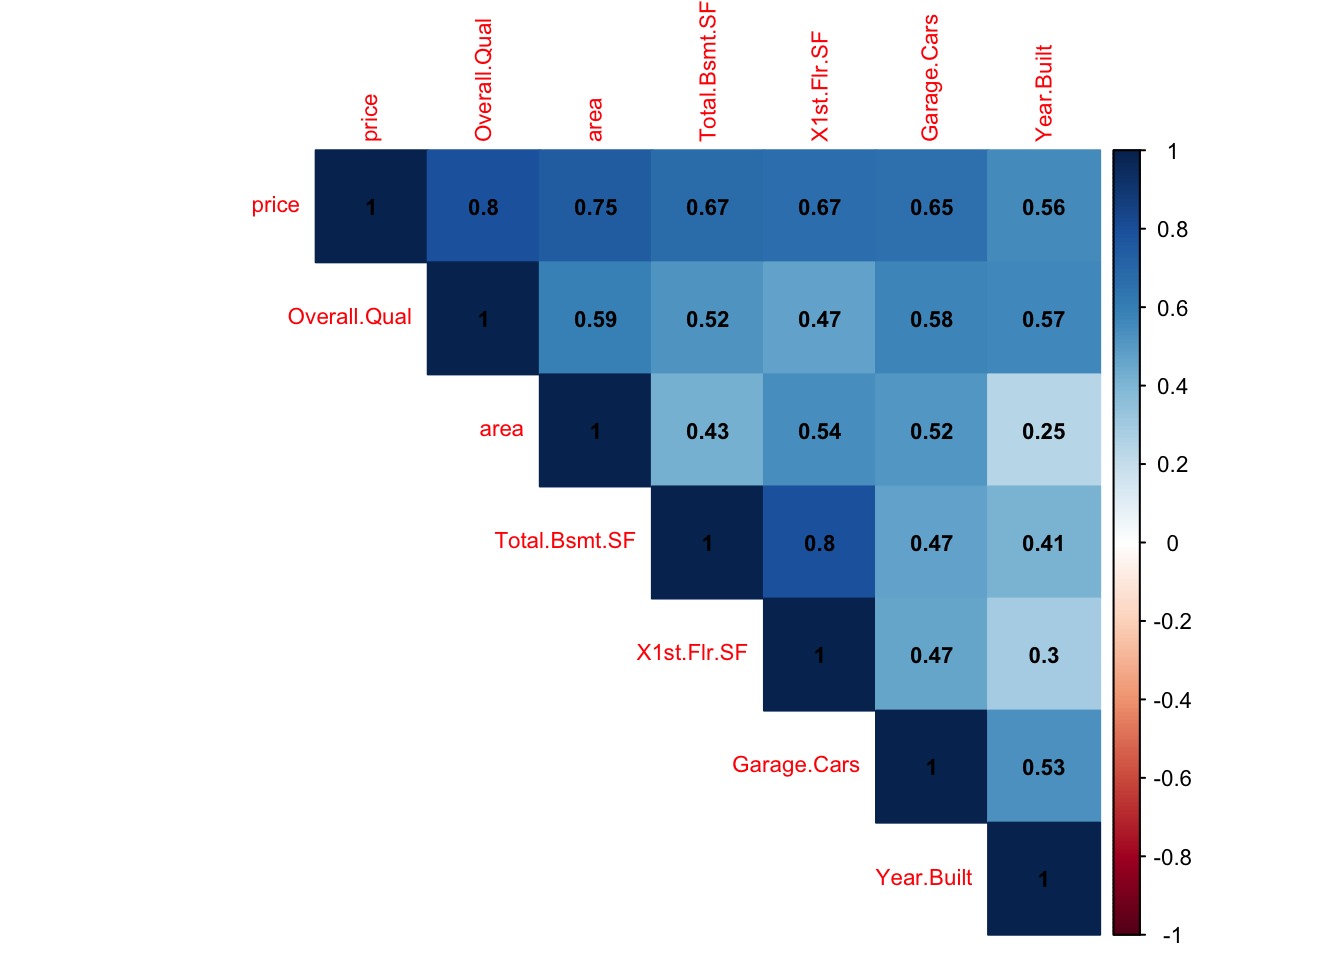 price
Overall.Qual
area
Total.Bsmt.SF
X1st.Flr.SF
Garage.Cars
Year.Built
price 1 0.8 0.75 0.67 0.67 0.65 0.56
Overall.Qual 1 0.59 0.52 0.47 0.58 0.57
area 1 0.43 0.54 0.52 0.25
Total.Bsmt.SF 1 0.8 0.47 0.41
X1st.Flr.SF 1 0.47 0.3
Garage.Cars 1 0.53
Year.Built 1
1
0.8
0.6
0.4
0.2
0
-0.2
-0.4
-0.6
-0.8
-1